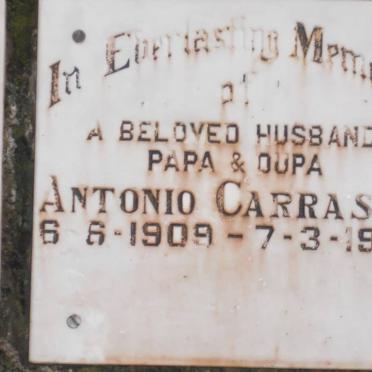 In Everlasting Mem
of
A BELOVED HUSBAND
PAPA & OUPA
ANTONIO CARRAS
6-6-1909-7-3-19